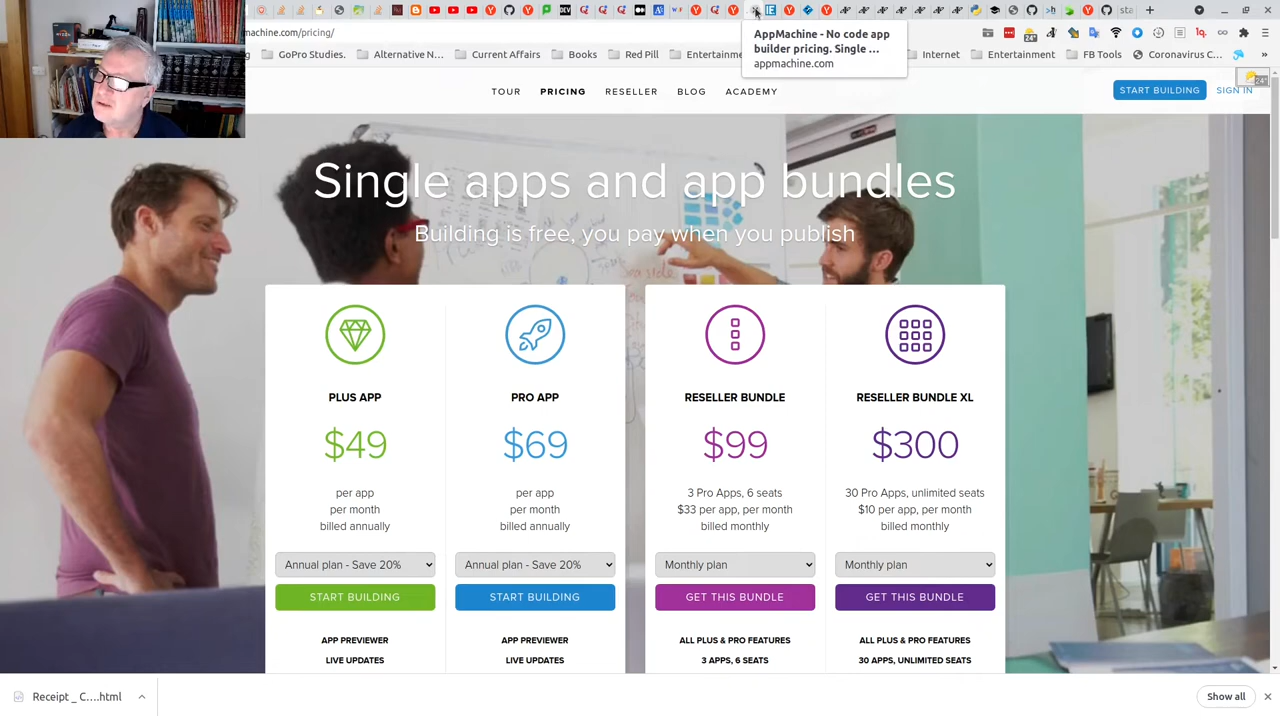 machine.com/pricing/
AppMachine - No code app
builder pricing. Single ...
appmachine.com
GoPro Studies.
Alternative N...
Current Affairs
Books
Red Pill
Entertainme
Internet
Entertainment
FB Tools
Coronavirus C...
TOUR
PRICING
RESELLER
BLOG
ACADEMY
START BUILDING
SIGN IN
Single apps and app bundles
Building is free, you pay when you publish
PLUS APP
$49
per app
per month
billed annually
Annual plan - Save 20%
START BUILDING
APP PREVIEWER
LIVE UPDATES
PRO APP
$69
per app
per month
billed annually
Annual plan - Save 20%
START BUILDING
APP PREVIEWER
LIVE UPDATES
RESELLER BUNDLE
$99
3 Pro Apps, 6 seats
$33 per app, per month
billed monthly
Monthly plan
GET THIS BUNDLE
ALL PLUS & PRO FEATURES
3 APPS, 6 SEATS
RESELLER BUNDLE XL
$300
30 Pro Apps, unlimited seats
$10 per app, per month
billed monthly
Monthly plan
GET THIS BUNDLE
ALL PLUS & PRO FEATURES
30 APPS, UNLIMITED SEATS
Receipt _ C....html
Show all